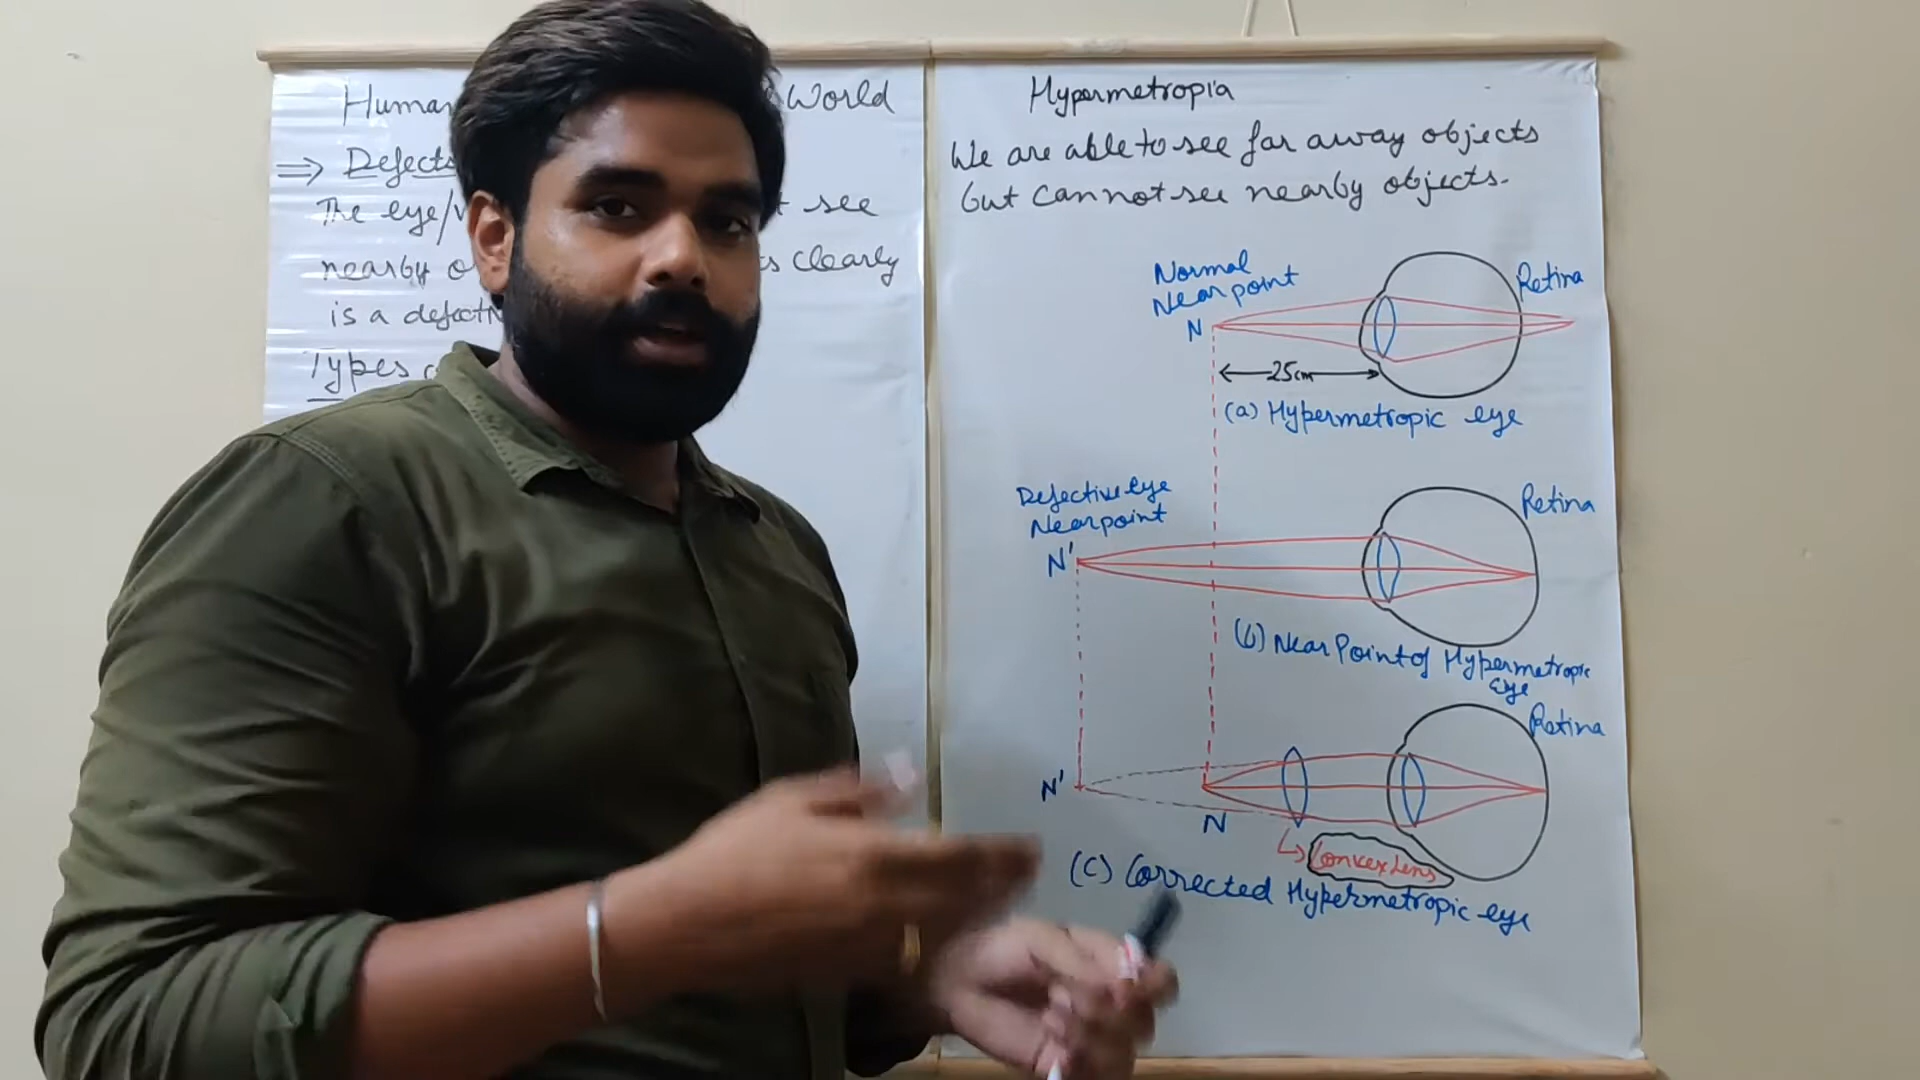 Human World
⇒ Defects
The eye/ see
nearby clearly
is a defect
Types
Hypermetropia
We are able to see far away objects
but cannot see nearby objects.
Normal
Near point
Retina
N
25cm
(a) Hypermetropic eye
Defective eye
Near point
Retina
N'
(b) Near Point of Hypermetropic
eye
Retina
N'
N
Convex Lens
(C) Corrected Hypermetropic eye